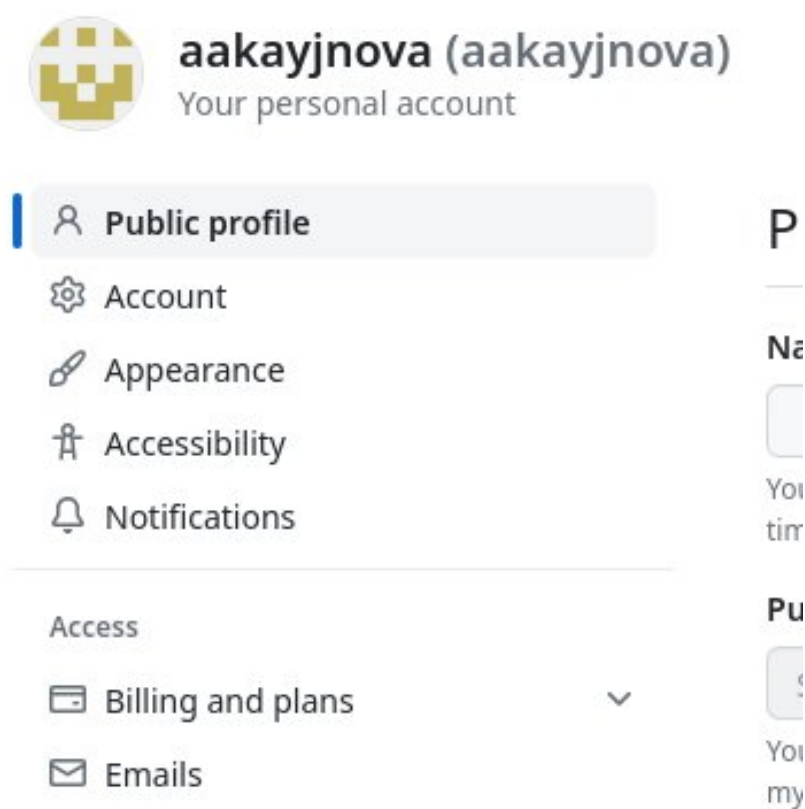 aakayjnova (aakayjnova)
Your personal account
Public profile
Account
Appearance
Accessibility
Notifications
Access
Billing and plans
Emails
P
Na
You
tim
Pu
You
my